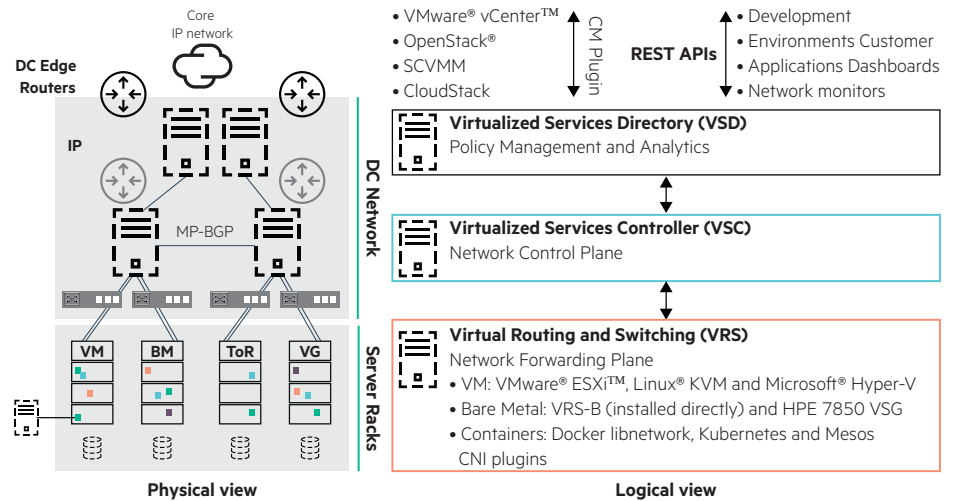 Core
IP network
DC Edge
Routers
IP
MP-BGP
DC Network
VM
BM
ToR
VG
Server Racks
Physical view
• VMware® vCenter™
• OpenStack®
• SCVMM
• CloudStack
CM Plugin
REST APIs
• Development
• Environments Customer
• Applications Dashboards
• Network monitors
Virtualized Services Directory (VSD)
Policy Management and Analytics
Virtualized Services Controller (VSC)
Network Control Plane
Virtual Routing and Switching (VRS)
Network Forwarding Plane
• VM: VMware® ESXi™, Linux® KVM and Microsoft® Hyper-V
• Bare Metal: VRS-B (installed directly) and HPE 7850 VSG
• Containers: Docker libnetwork, Kubernetes and Mesos
CNI plugins
Logical view